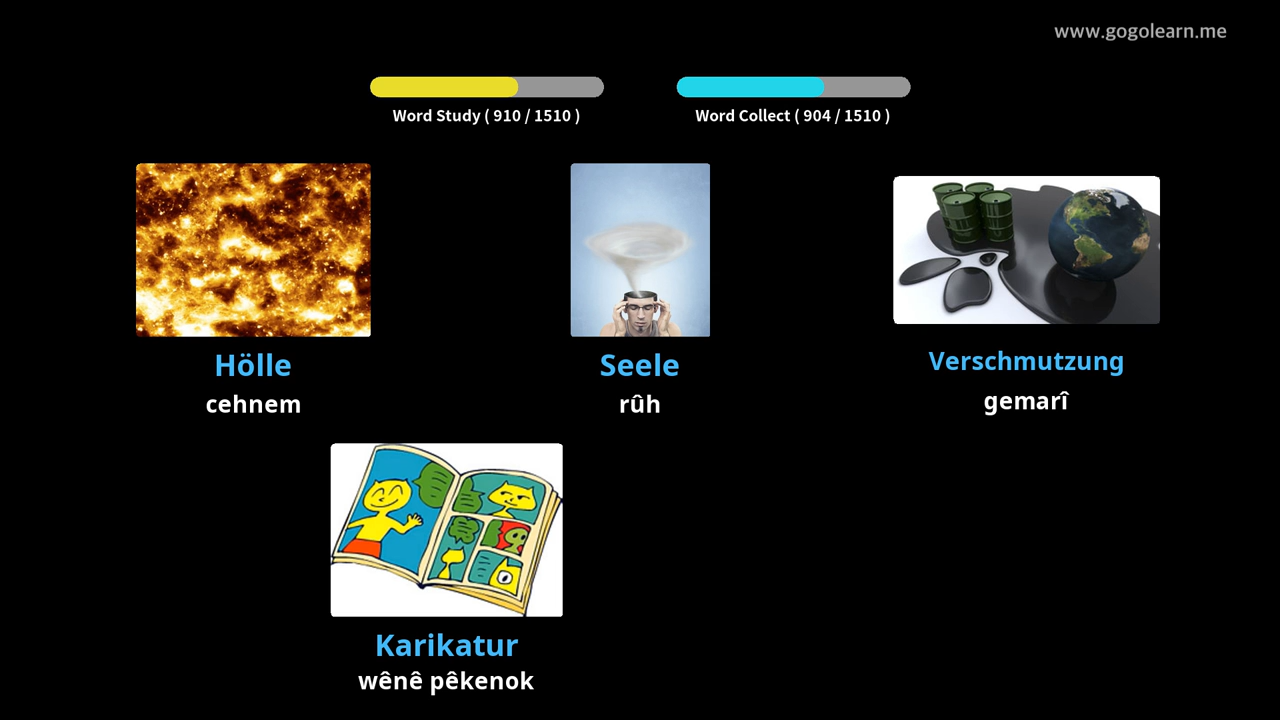 www.gogolearn.me
Word Study ( 910 / 1510 )
Word Collect ( 904 / 1510 )
Hölle
cehnem
Seele
rûh
Verschmutzung
gemarî
Karikatur
wênê pêkenok